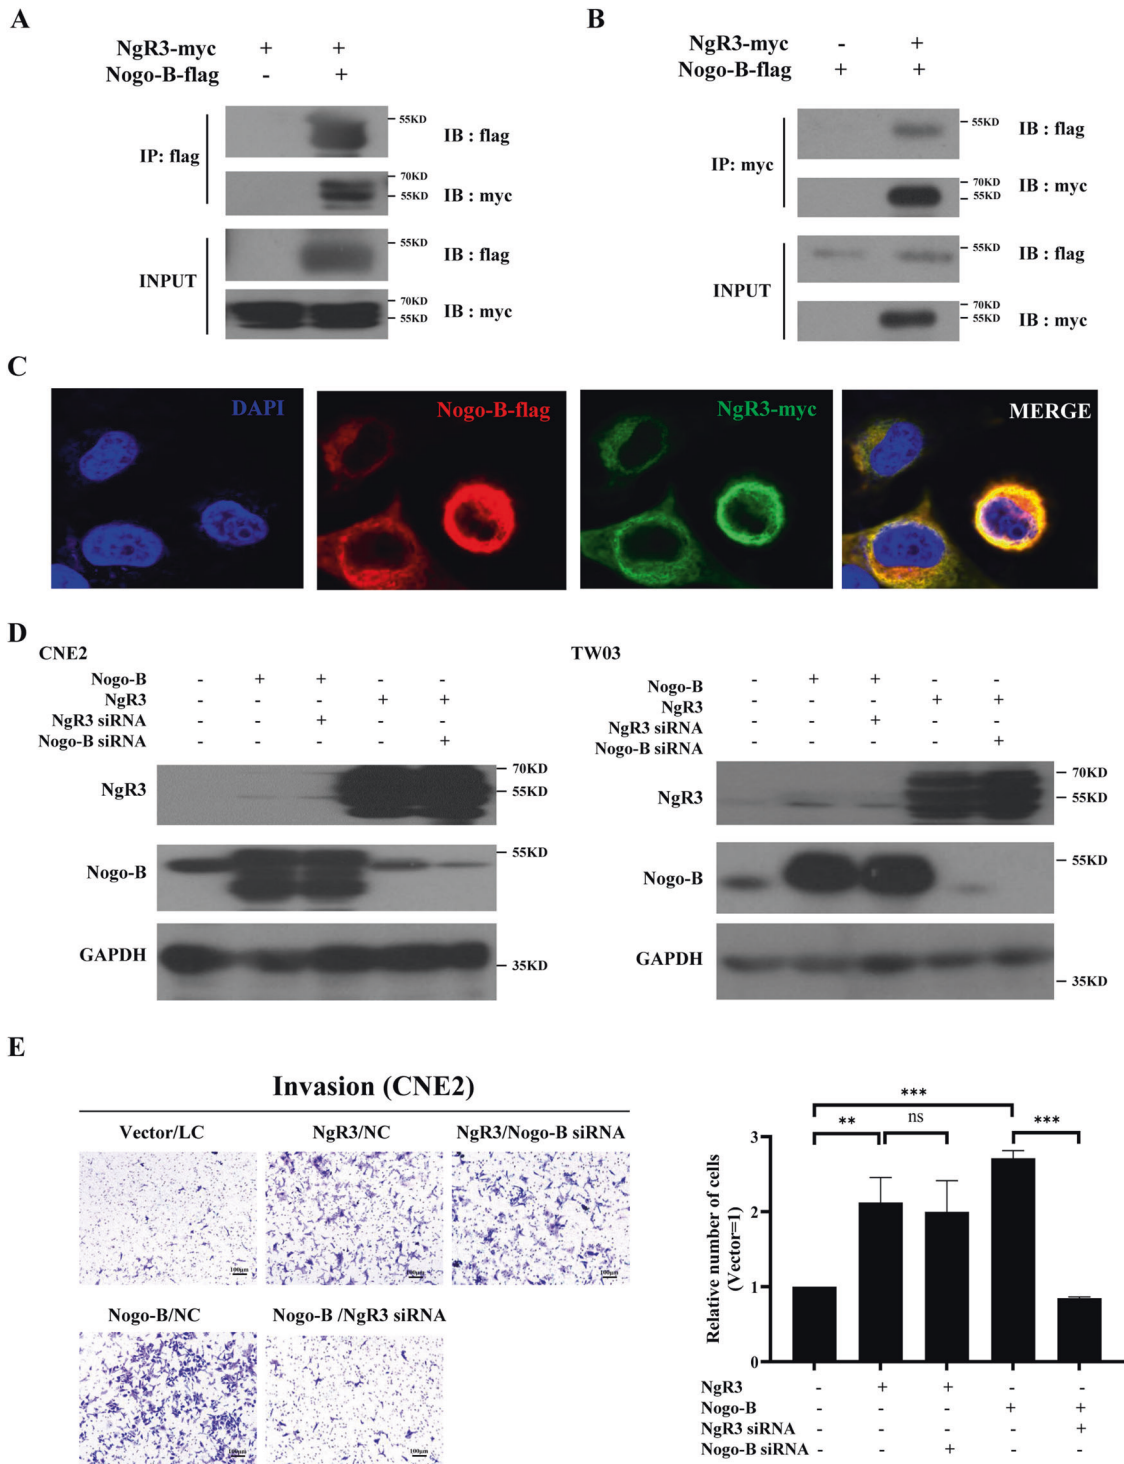 A
NgR3-myc + +
Nogo-B-flag - +
IP: flag
55KD
IB : flag
70KD
55KD
IB : myc
INPUT
55KD
IB : flag
70KD
55KD
IB : myc
B
NgR3-myc - +
Nogo-B-flag + +
IP: myc
55KD
IB : flag
70KD
55KD
IB : myc
INPUT
55KD
IB : flag
70KD
55KD
IB : myc
C
DAPI
Nogo-B-flag
NgR3-myc
MERGE
D
CNE2
Nogo-B - + + - -
NgR3 - - - + +
NgR3 siRNA - - + - -
Nogo-B siRNA - - - - +
NgR3
70KD
55KD
Nogo-B
55KD
GAPDH
35KD
TW03
Nogo-B - + + - -
NgR3 - - - + +
NgR3 siRNA - - + - -
Nogo-B siRNA - - - - +
NgR3
70KD
55KD
Nogo-B
55KD
GAPDH
35KD
E
Invasion (CNE2)
Vector/LC
NgR3/NC
NgR3/Nogo-B siRNA
100μm
100μm
100μm
Nogo-B/NC
Nogo-B /NgR3 siRNA
100μm
100μm
***
** ns ***
Relative number of cells
(Vector=1)
3
2
1
0
NgR3 - + + - -
Nogo-B - - - + +
NgR3 siRNA - - - - +
Nogo-B siRNA - - + - -